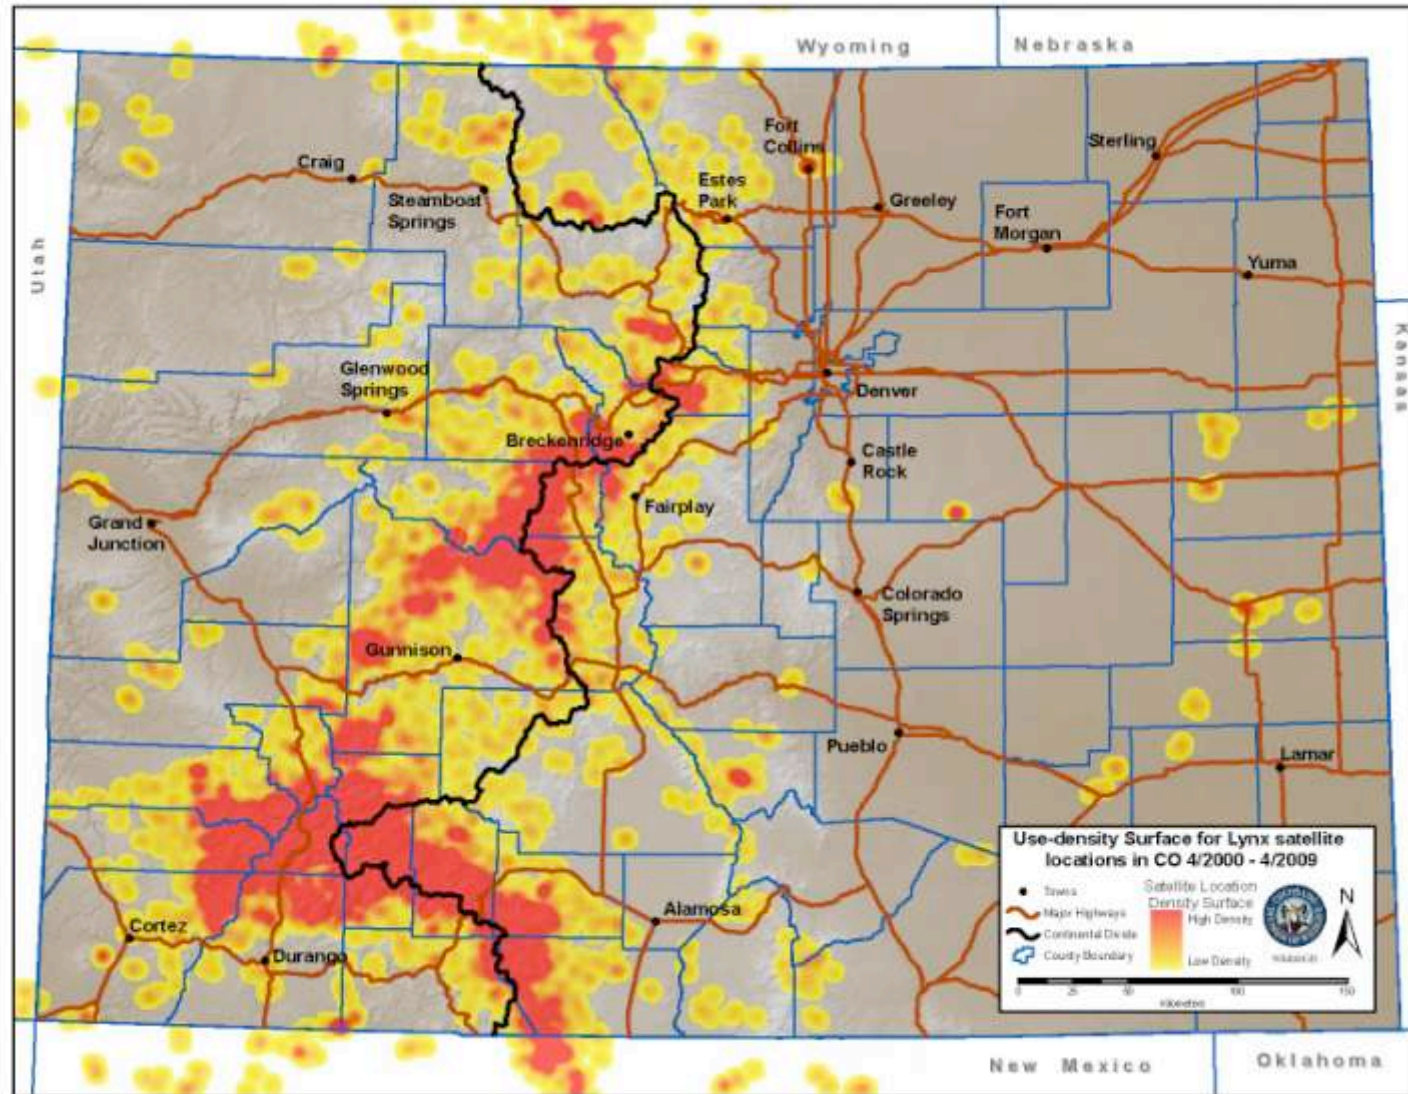 Wyoming
Nebraska
Utah
Kansas
Fort
Collins
Sterling
Craig
Estes
Park
Steamboat
Springs
Greeley
Fort
Morgan
Yuma
Glenwood
Springs
Denver
Breckenridge
Castle
Rock
Fairplay
Grand
Junction
Colorado
Springs
Gunnison
Pueblo
Lamar
Alamosa
Cortez
Durango
Use-density Surface for Lynx satellite
locations in CO 4/2000 - 4/2009
Towns
Major Highways
Continental Divide
County Boundary
Satellite Location
Density Surface
High Density
Low Density
N
0 25 50 100 150
Kilometers
New Mexico
Oklahoma